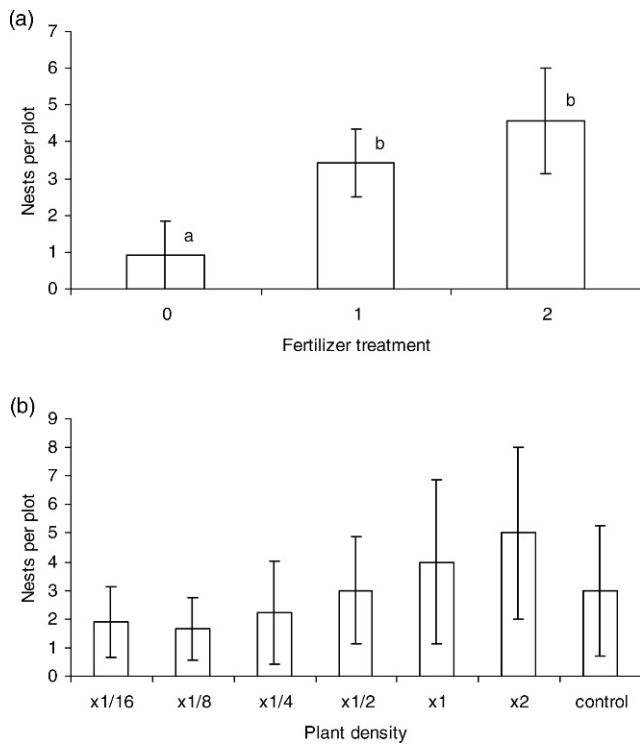 (a)
7
6
5
4
3
2
1
0
Nests per plot
a
b
b
0 1 2
Fertilizer treatment
(b)
9
8
7
6
5
4
3
2
1
0
Nests per plot
x1/16 x1/8 x1/4 x1/2 x1 x2 control
Plant density